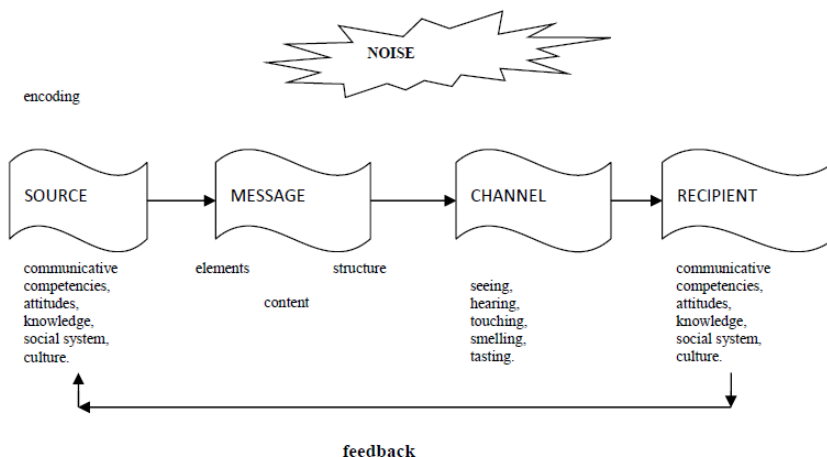 NOISE
encoding
SOURCE
MESSAGE
CHANNEL
RECIPIENT
communicative
competencies,
attitudes,
knowledge,
social system,
culture.
elements structure
content
seeing,
hearing,
touching,
smelling,
tasting.
communicative
competencies,
attitudes,
knowledge,
social system,
culture.
feedback